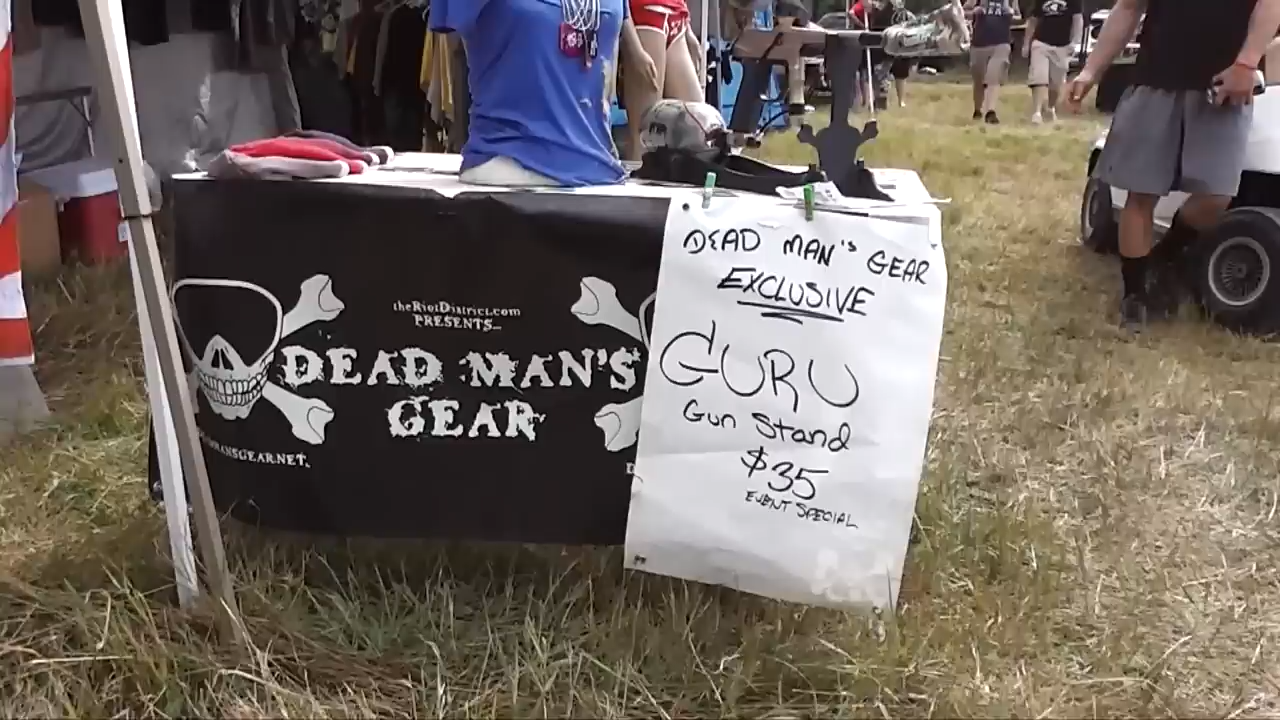 theRiotDistrict.com
PRESENTS...
DEAD MAN'S
GEAR
DEAD MAN'S GEAR
EXCLUSIVE
GURU
Gun Stand
$35
EVENT SPECIAL